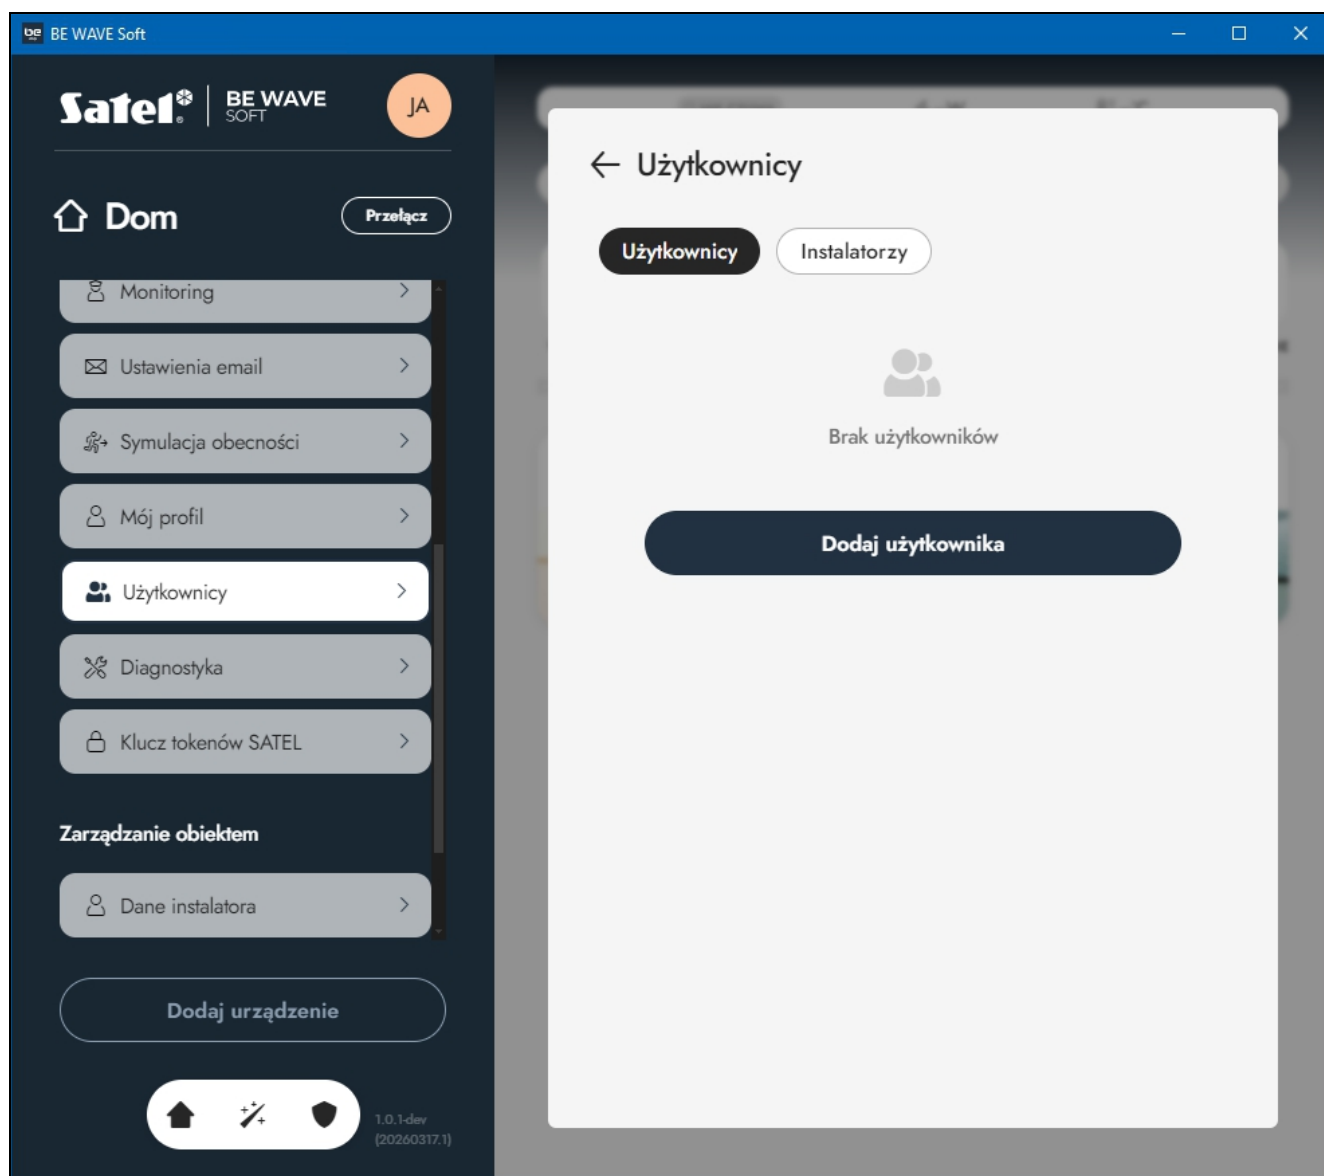 be BE WAVE Soft
Satel® BE WAVE SOFT JA
Dom Przełącz
Monitoring
Ustawienia email
Symulacja obecności
Mój profil
Użytkownicy
Diagnostyka
Klucz tokenów SATEL
Zarządzanie obiektem
Dane instalatora
Dodaj urządzenie
1.0.1-dev
(20260317.1)
Użytkownicy
Użytkownicy Instalatorzy
Brak użytkowników
Dodaj użytkownika